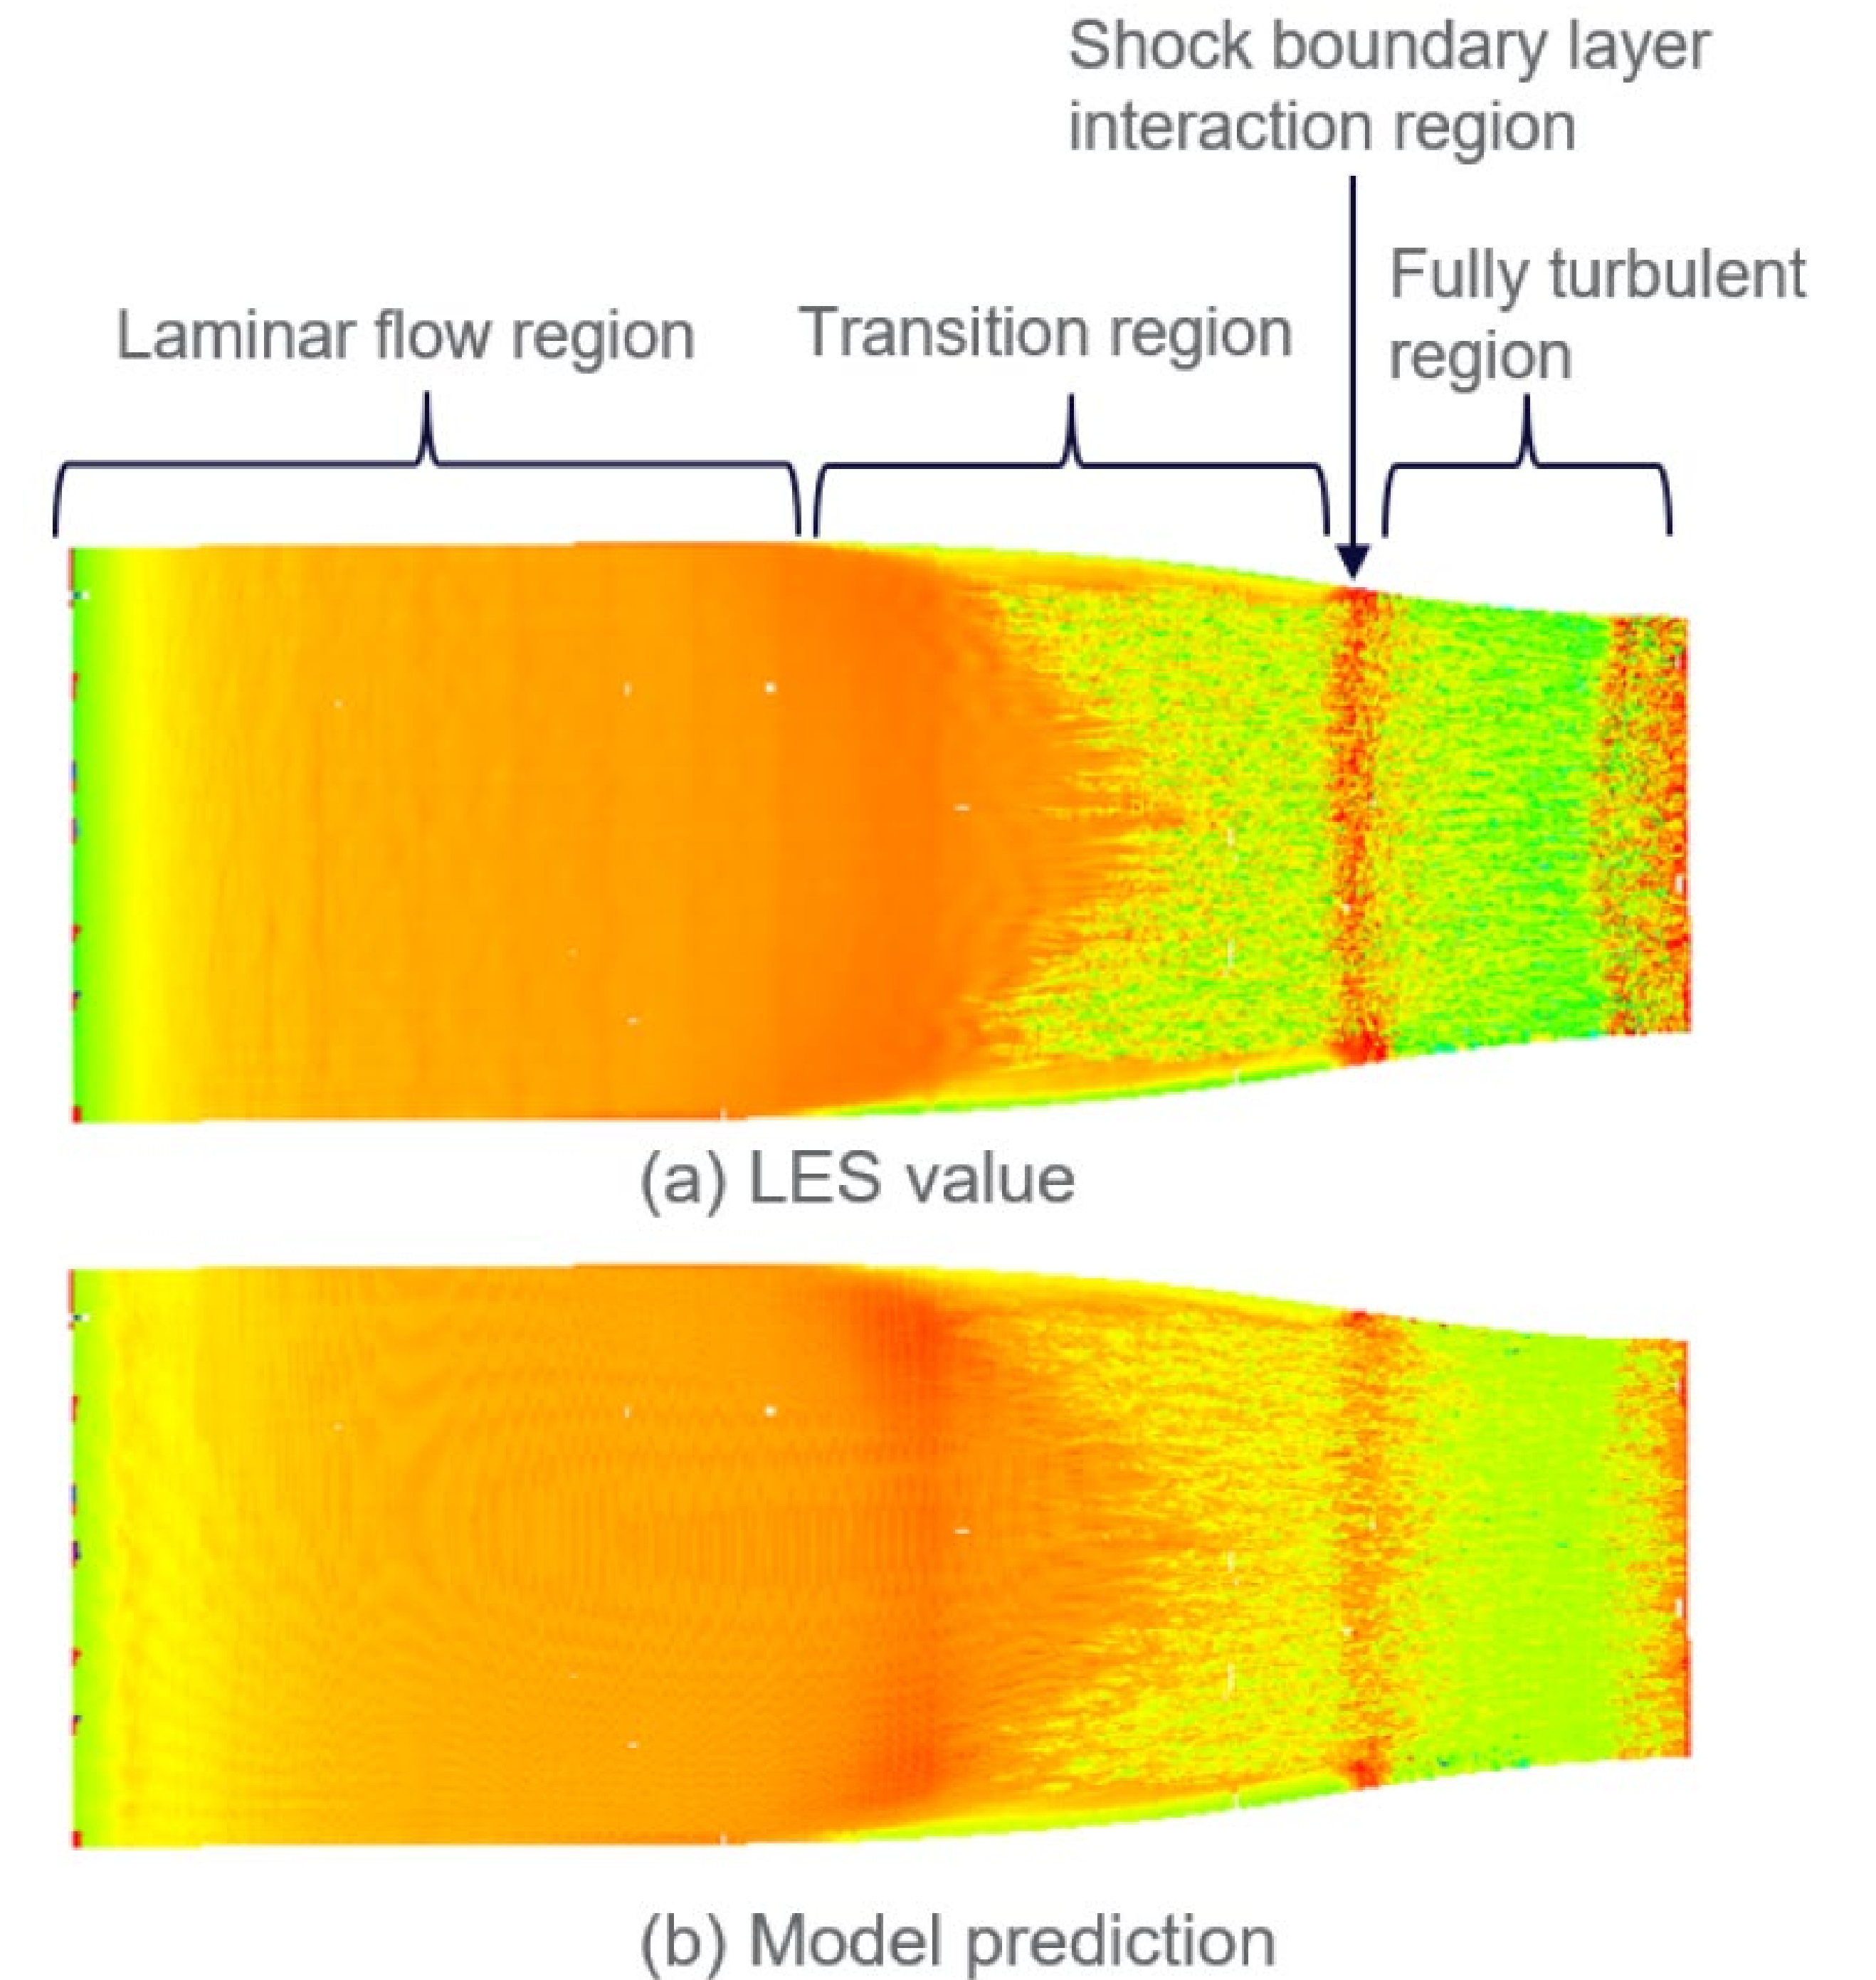 Shock boundary layer
interaction region
Fully turbulent
region
Laminar flow region
Transition region
(a) LES value
(b) Model prediction